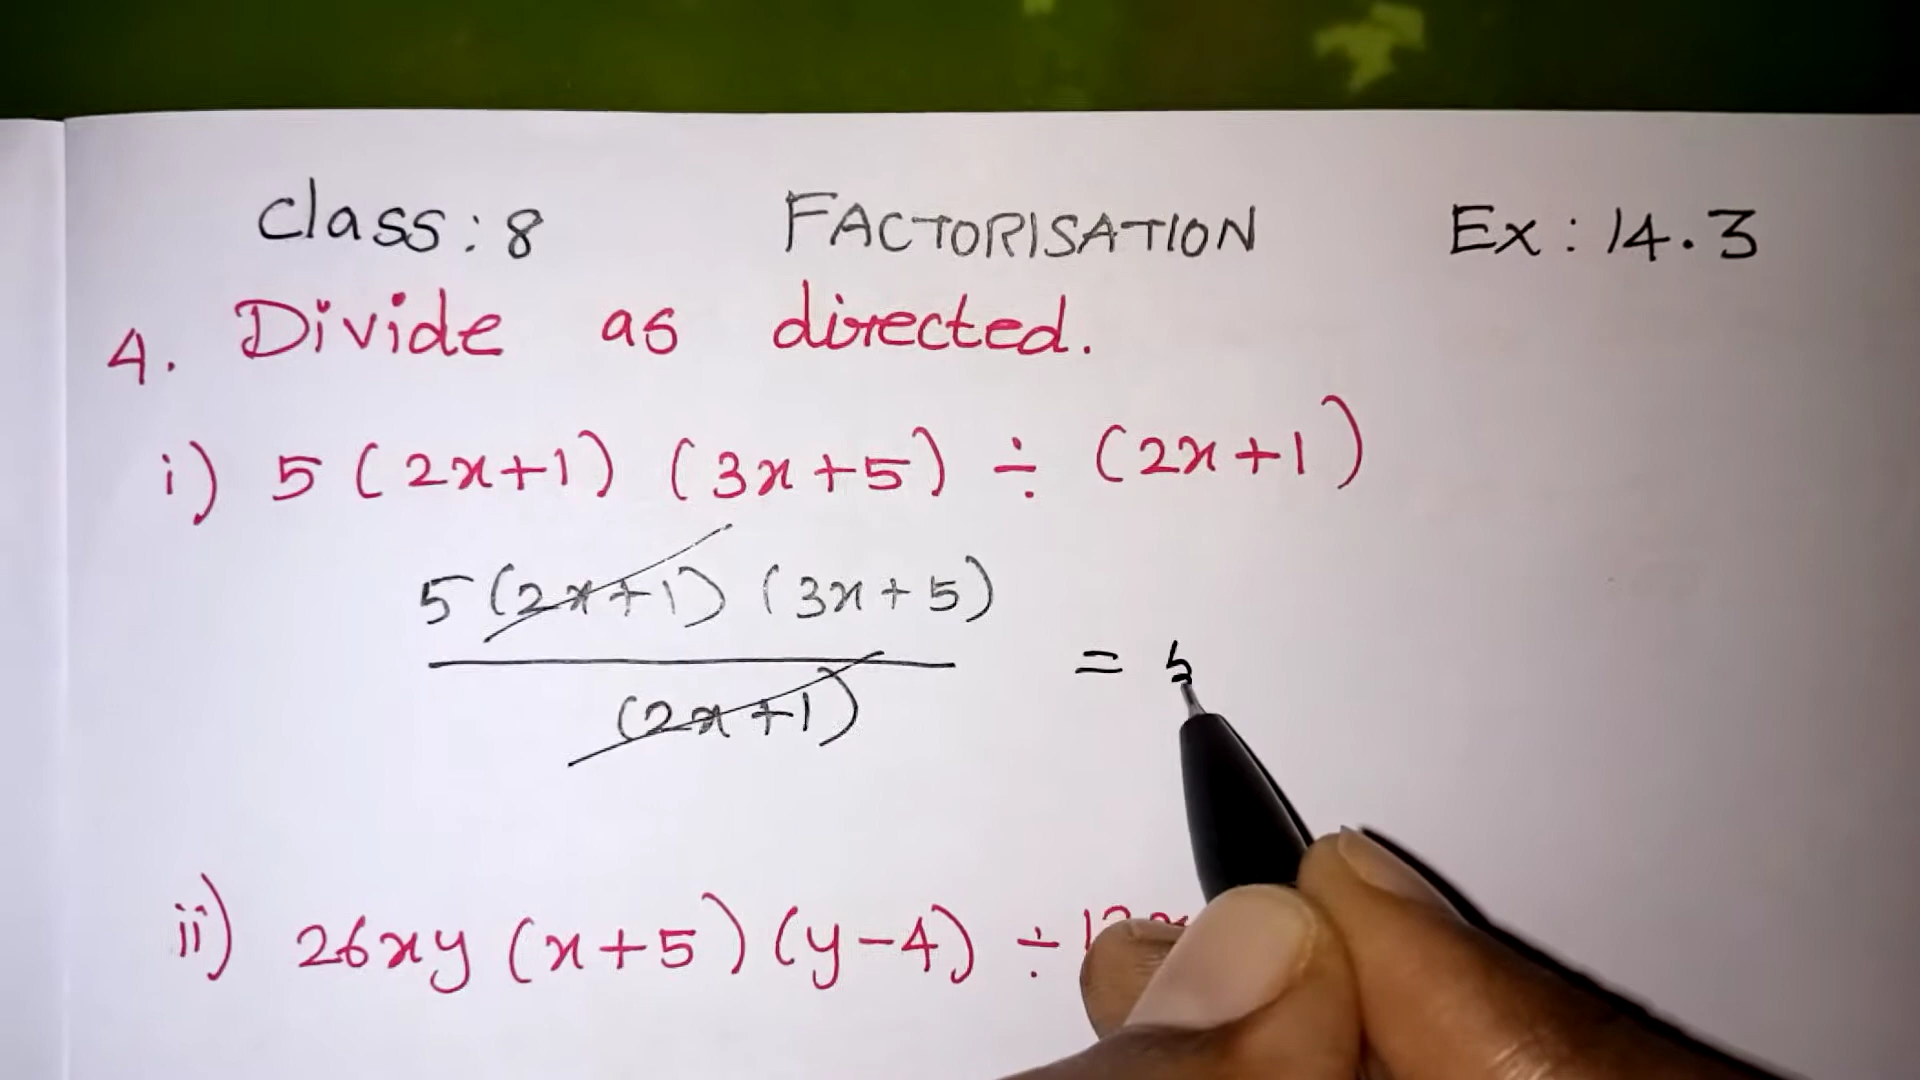 Class: 8 FACTORISATION Ex: 14.3
4. Divide as directed.
i) 5 (2x+1) (3x+5) ÷ (2x+1)
5 (2x+1) (3x+5)
= 5
(2x+1)
ii) 26xy (x+5) (y-4) ÷